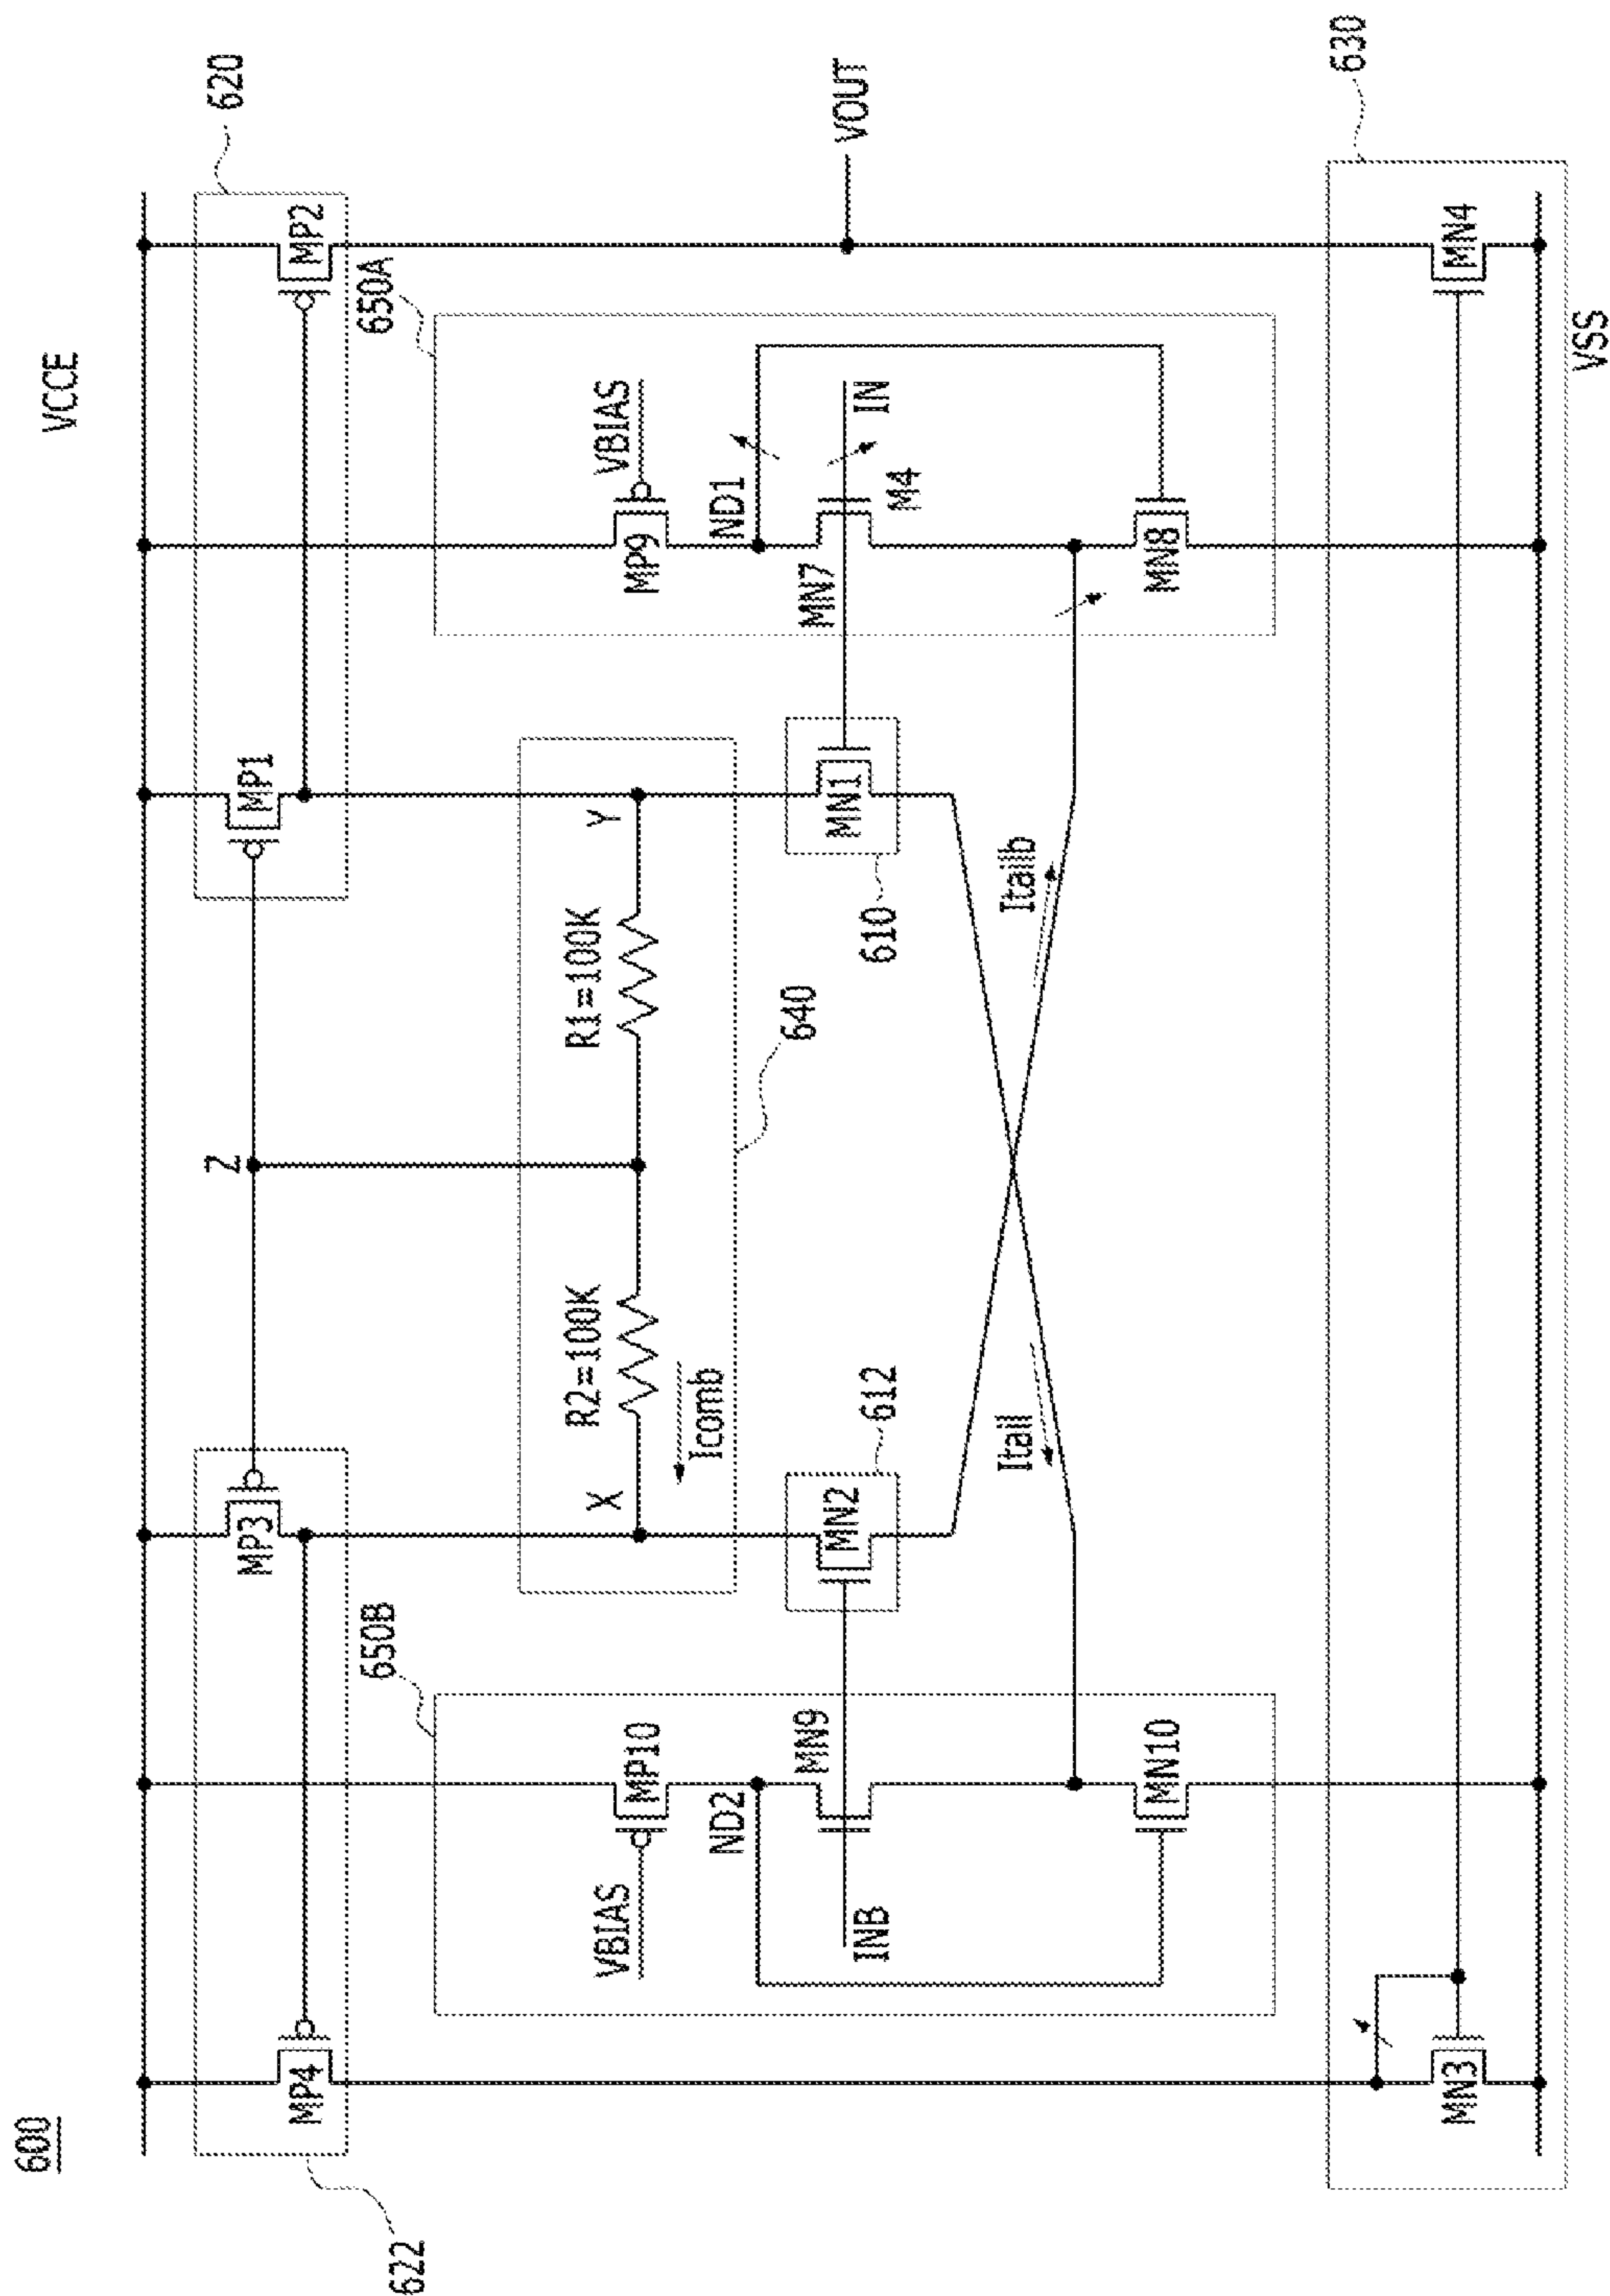 600
VCCE
622
620
MP4
MP3
Z
MP1
MP2
650B
650A
VBIAS
MP10
R2=100K
R1=100K
MP9
VBIAS
X
Y
Icomb
640
ND2
ND1
INB
MN9
MN2
MN1
MN7
IN
M4
612
610
Itail
Itailb
MN10
MN8
630
MN3
MN4
VOUT
VSS